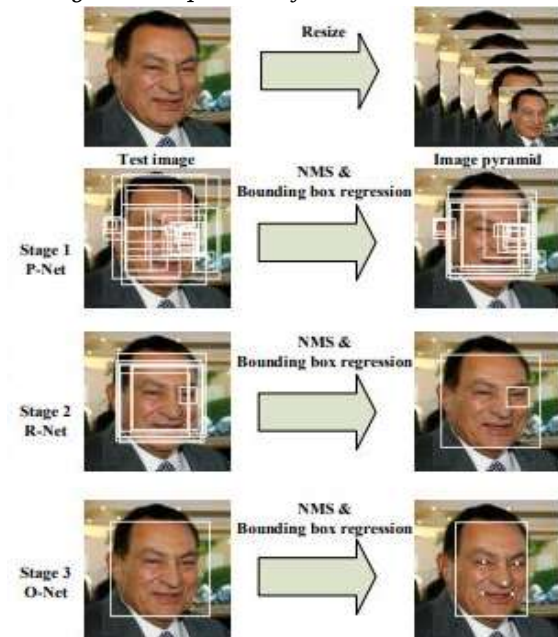 Resize
Test image
Image pyramid
NMS &
Bounding box regression
Stage 1
P-Net
NMS &
Bounding box regression
Stage 2
R-Net
NMS &
Bounding box regression
Stage 3
O-Net